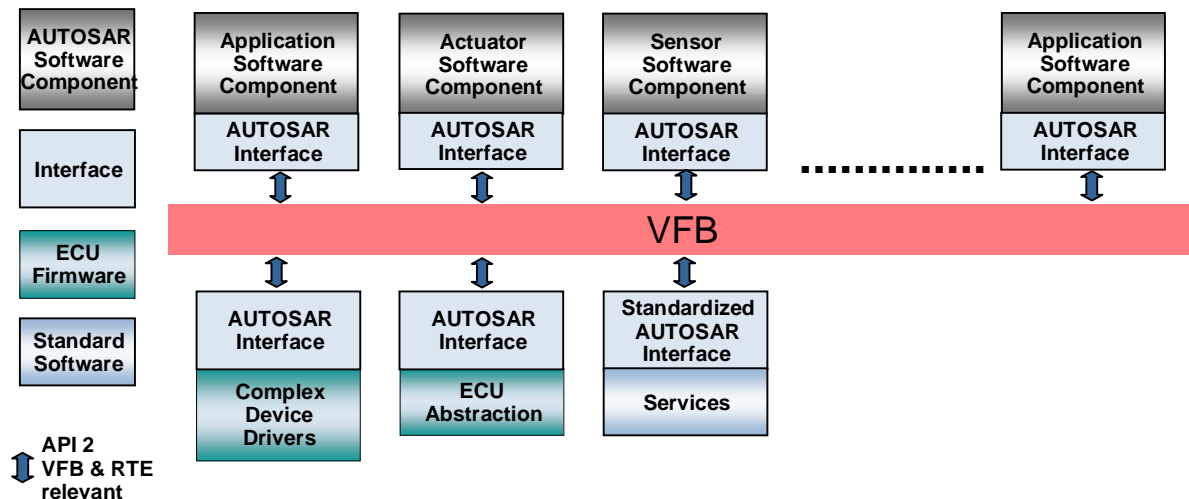 AUTOSAR
Software
Component
Interface
ECU
Firmware
Standard
Software
API 2
VFB & RTE
relevant
Application
Software
Component
AUTOSAR
Interface
Actuator
Software
Component
AUTOSAR
Interface
Sensor
Software
Component
AUTOSAR
Interface
Application
Software
Component
AUTOSAR
Interface
VFB
AUTOSAR
Interface
Complex
Device
Drivers
AUTOSAR
Interface
ECU
Abstraction
Standardized
AUTOSAR
Interface
Services